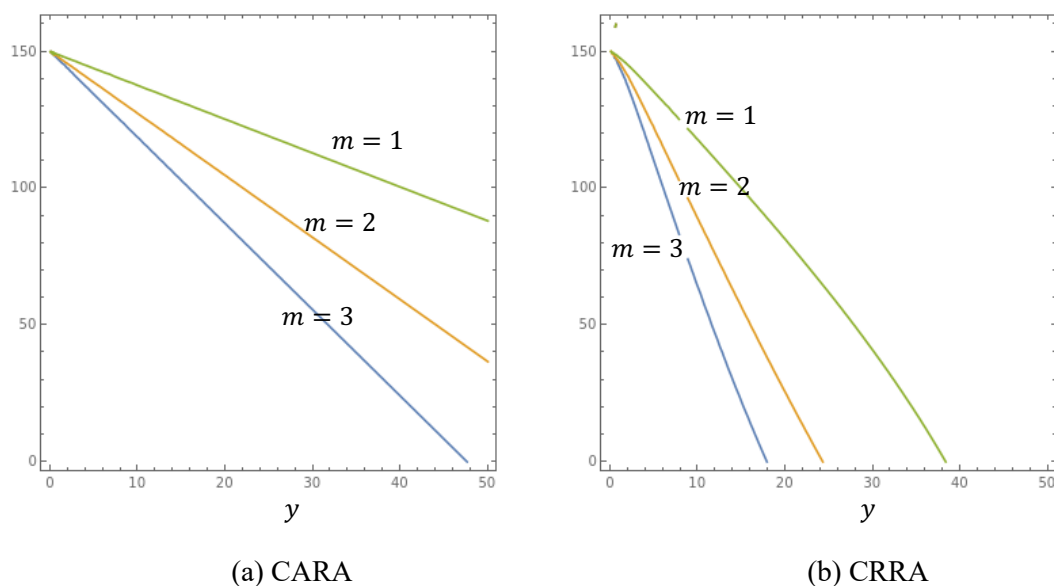 150
100
50
0
m = 1
m = 2
m = 3
0 10 20 30 40 50
y
(a) CARA
150
100
50
0
m = 1
m = 2
m = 3
0 10 20 30 40 50
y
(b) CRRA